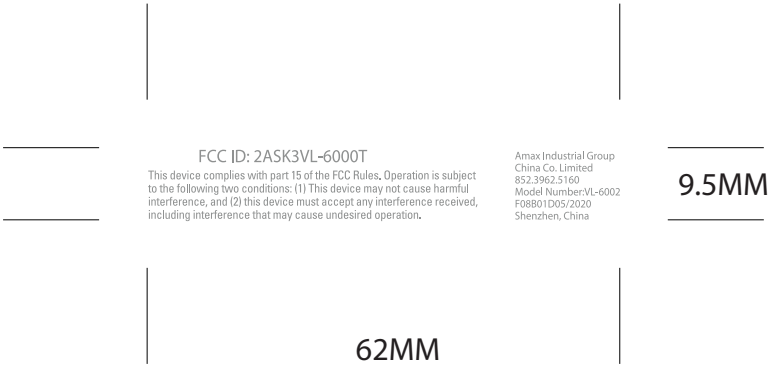 FCC ID: 2ASK3VL-6000T
This device complies with part 15 of the FCC Rules. Operation is subject
to the following two conditions: (1) This device may not cause harmful
interference, and (2) this device must accept any interference received,
including interference that may cause undesired operation.
Amax Industrial Group
China Co. Limited
852.3962.5160
Model Number:VL-6002
F08B01D05/2020
Shenzhen, China
9.5MM
62MM